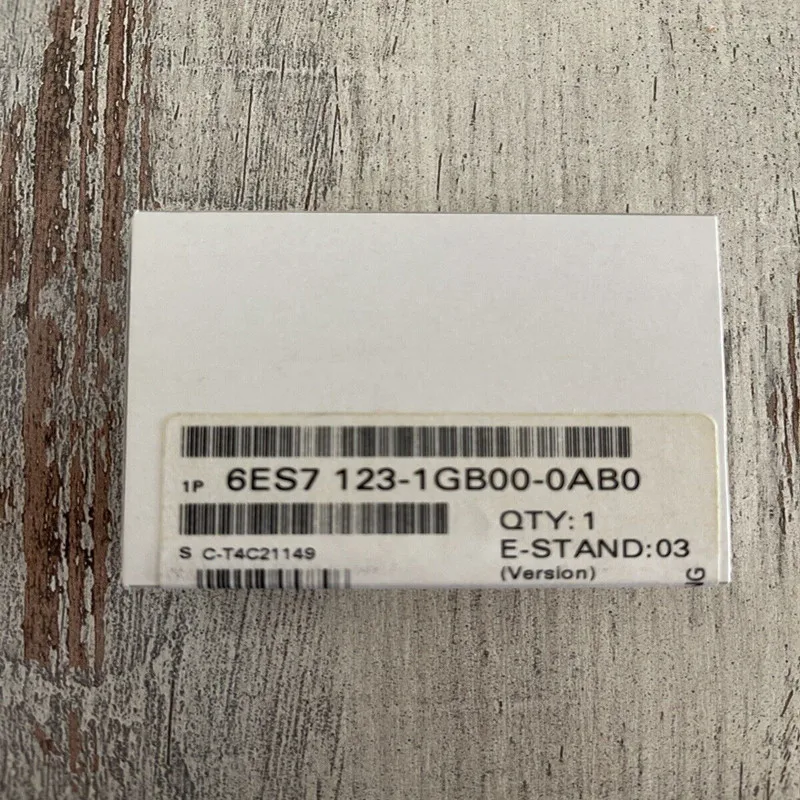 1P 6ES7 123-1GB00-0AB0
QTY: 1
S C-T4C21149
E-STAND:03
(Version)